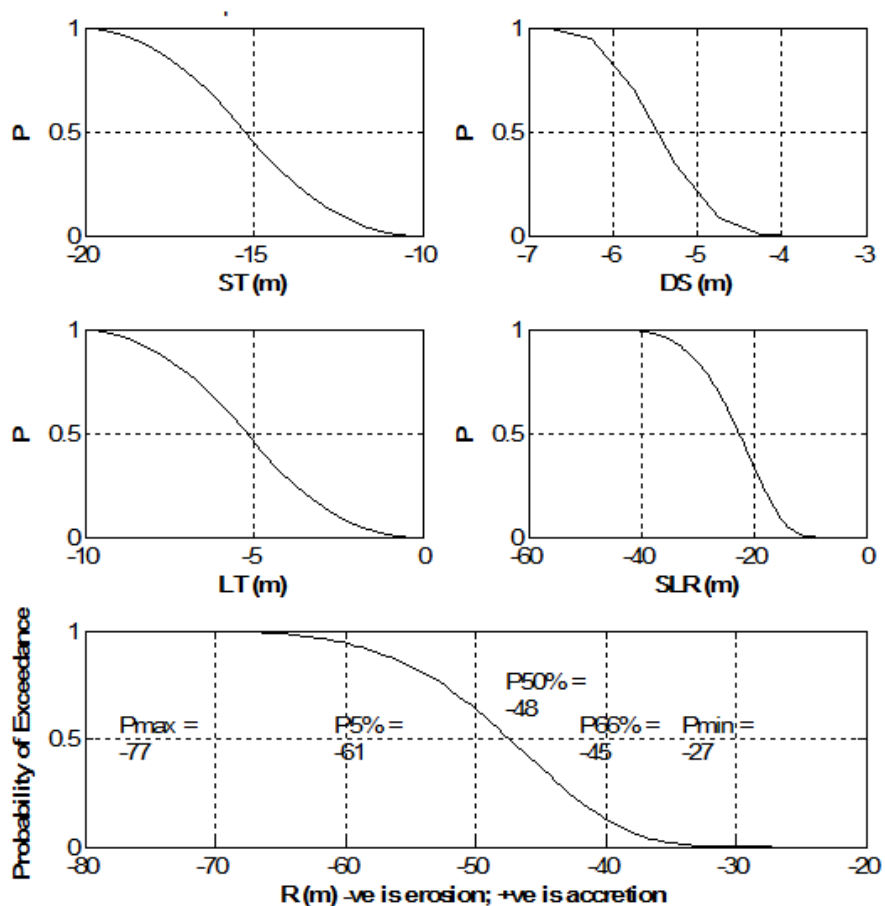 1
0.5
0
P
-20
-15
-10
ST (m)
1
0.5
0
P
-7
-6
-5
-4
-3
DS (m)
1
0.5
0
P
-10
-5
0
LT (m)
1
0.5
0
P
-60
-40
-20
0
SLR (m)
Probability of Exceedance
1
0.5
0
Pmax =
-77
P5% =
-61
P50% =
-48
P66% =
-45
Pmin =
-27
-80
-70
-60
-50
-40
-30
-20
R (m) -ve is erosion; +ve is accretion